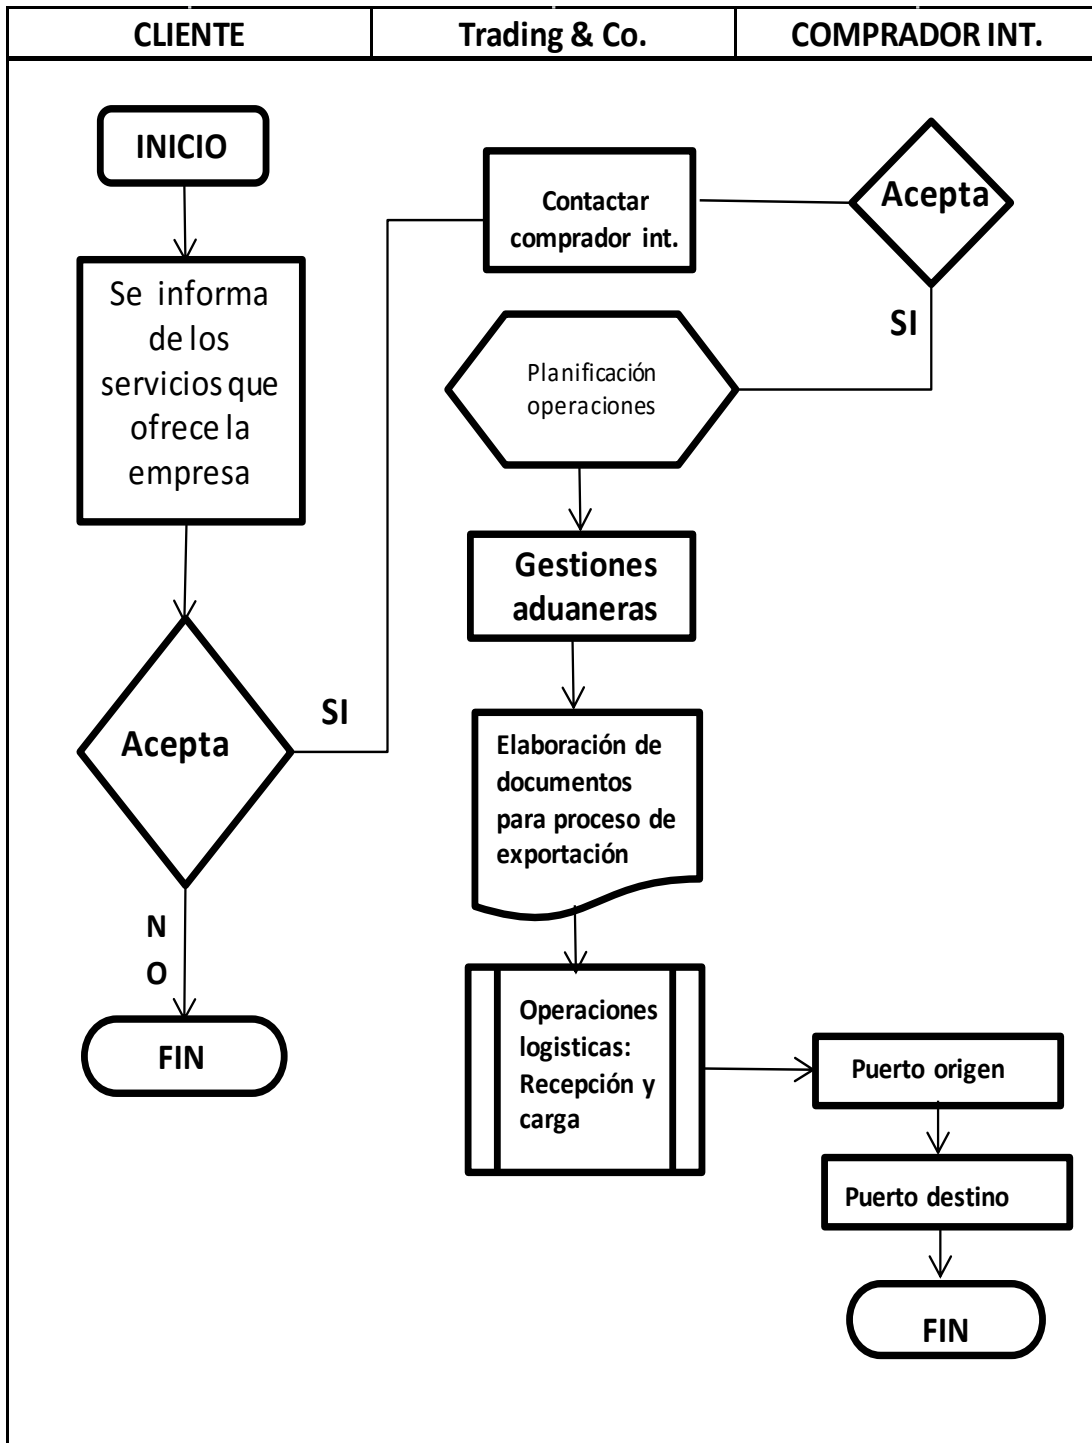 CLIENTE
Trading & Co.
COMPRADOR INT.
INICIO
Se informa
de los
servicios que
ofrece la
empresa
Acepta
SI
N
O
FIN
Contactar
comprador int.
Acepta
SI
Planificación
operaciones
Gestiones
aduaneras
Elaboración de
documentos
para proceso de
exportación
Operaciones
logisticas:
Recepción y
carga
Puerto origen
Puerto destino
FIN